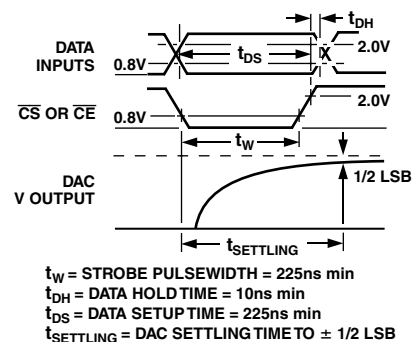 tDH
DATA
INPUTS
0.8V
tDS
X
2.0V
CS OR CE
0.8V
2.0V
tW
DAC
V OUTPUT
1/2 LSB
tSETTLING
tW = STROBE PULSEWIDTH = 225ns min
tDH = DATA HOLD TIME = 10ns min
tDS = DATA SETUP TIME = 225ns min
tSETTLING = DAC SETTLING TIME TO ± 1/2 LSB